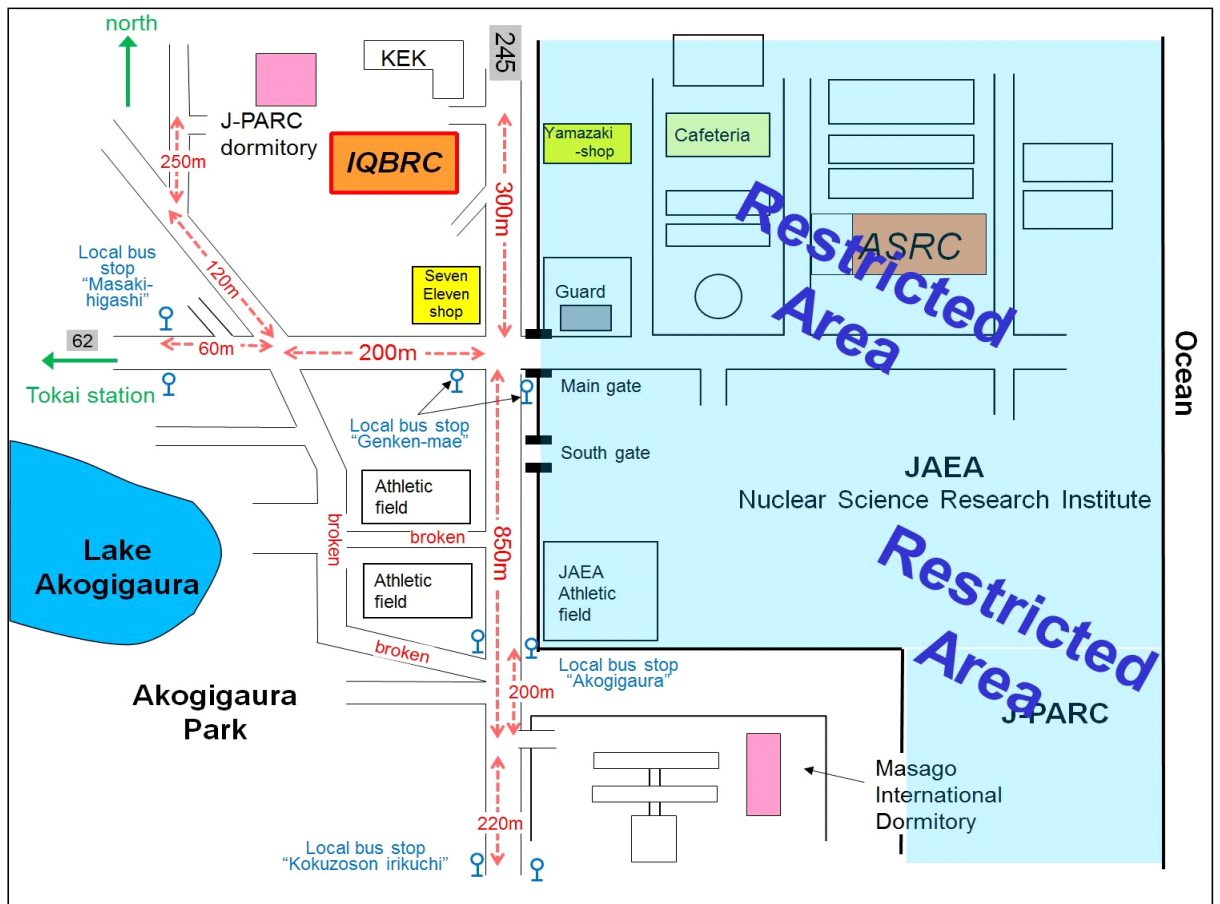 north
245
KEK
J-PARC
dormitory
250m
IQBRC
300m
Yamazaki
-shop
Cafeteria
Restricted
Area
ASRC
Local bus
stop
“Masaki-
higashi”
120m
Seven
Eleven
shop
Guard
62
60m
200m
Tokai station
Main gate
Local bus stop
“Genken-mae”
South gate
Ocean
JAEA
Nuclear Science Research Institute
Athletic
field
broken
broken
850m
Lake
Akogigaura
Athletic
field
JAEA
Athletic
field
Restricted
Area
broken
Local bus stop
“Akogigaura”
200m
Akogigaura
Park
J-PARC
Masago
International
Dormitory
220m
Local bus stop
“Kokuzoson irikuchi”